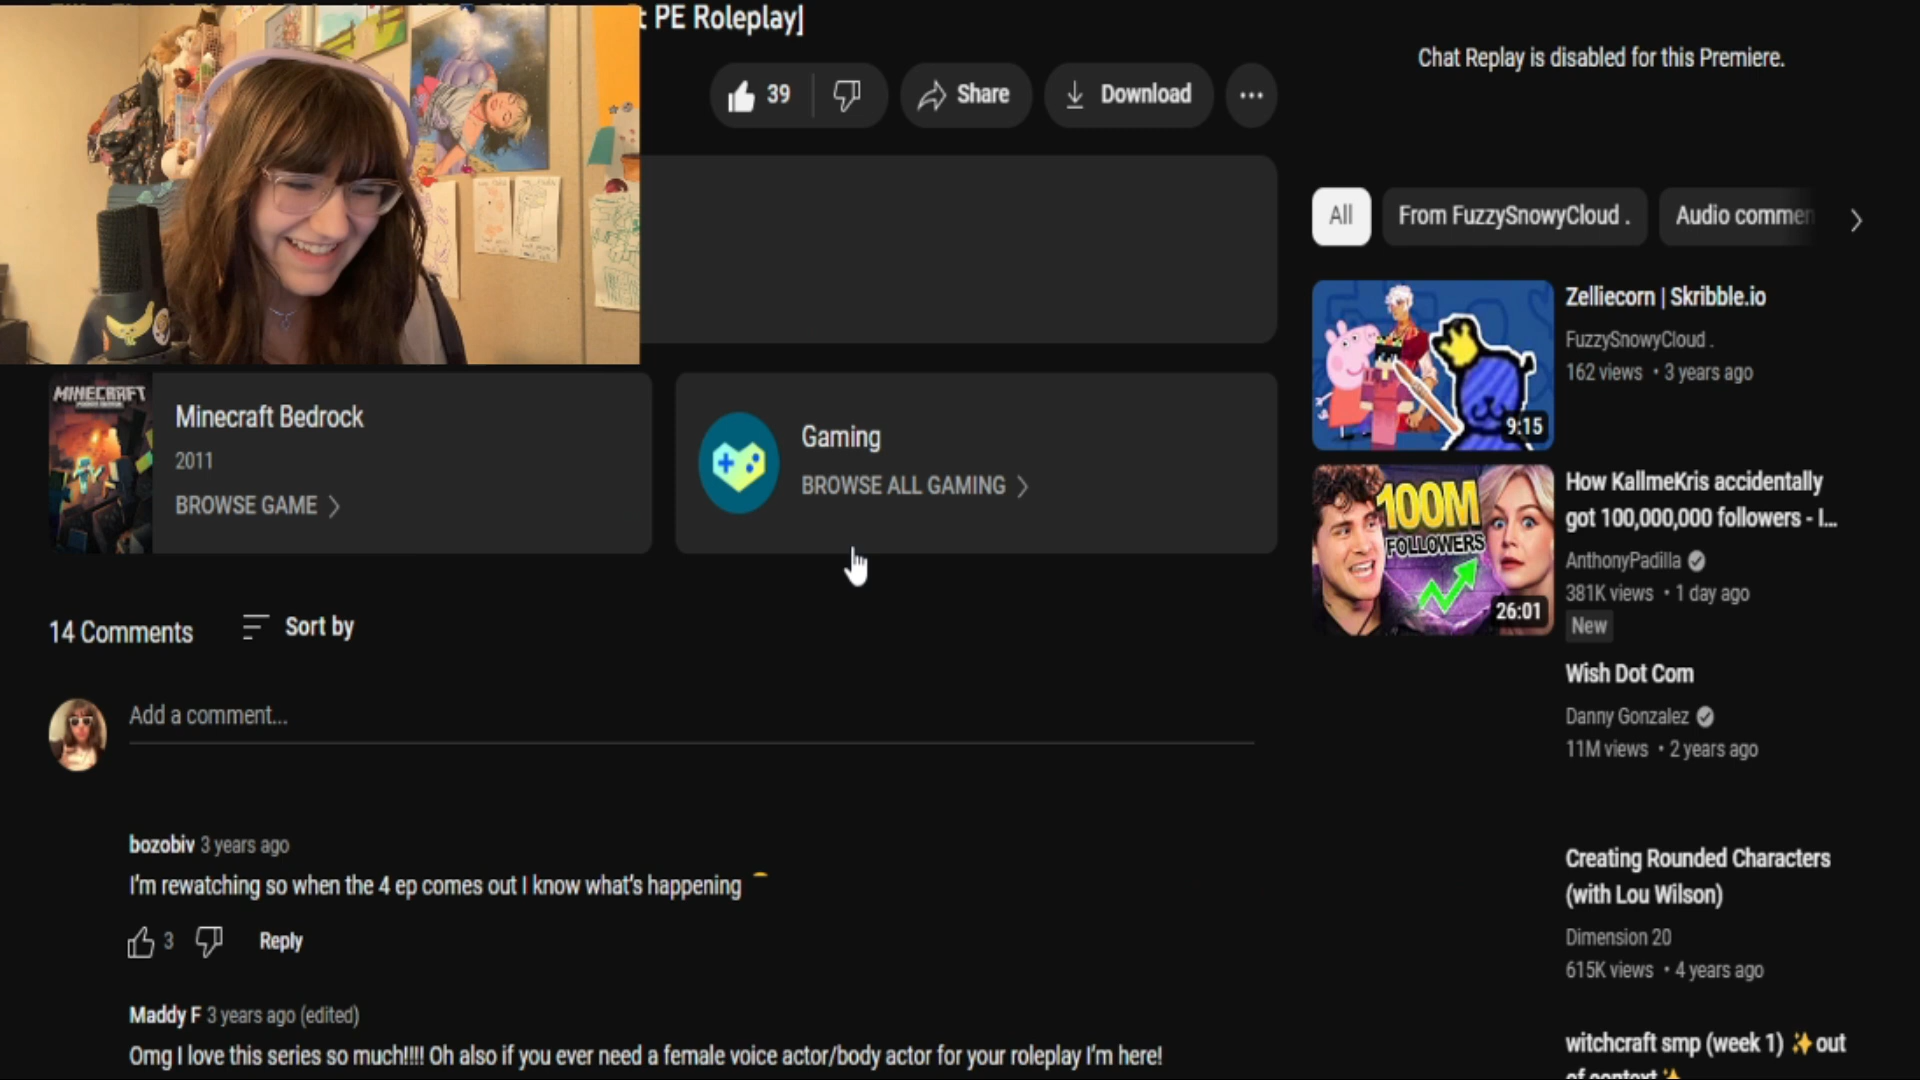 PE Roleplay]
39
Share
Download
Chat Replay is disabled for this Premiere.
All
From FuzzySnowyCloud .
Audio commen
Zelliecorn | Skribble.io
FuzzySnowyCloud .
162 views • 3 years ago
9:15
100M
FOLLOWERS
26:01
How KallmeKris accidentally
got 100,000,000 followers - I...
AnthonyPadilla
381K views • 1 day ago
New
Wish Dot Com
Danny Gonzalez
11M views • 2 years ago
Creating Rounded Characters
(with Lou Wilson)
Dimension 20
615K views • 4 years ago
witchcraft smp (week 1) ✨ out
of context ✨
MINECRAFT
Minecraft Bedrock
2011
BROWSE GAME
Gaming
BROWSE ALL GAMING
14 Comments
Sort by
Add a comment...
bozobiv 3 years ago
I'm rewatching so when the 4 ep comes out I know what's happening
3
Reply
Maddy F 3 years ago (edited)
Omg I love this series so much!!!! Oh also if you ever need a female voice actor/body actor for your roleplay I'm here!